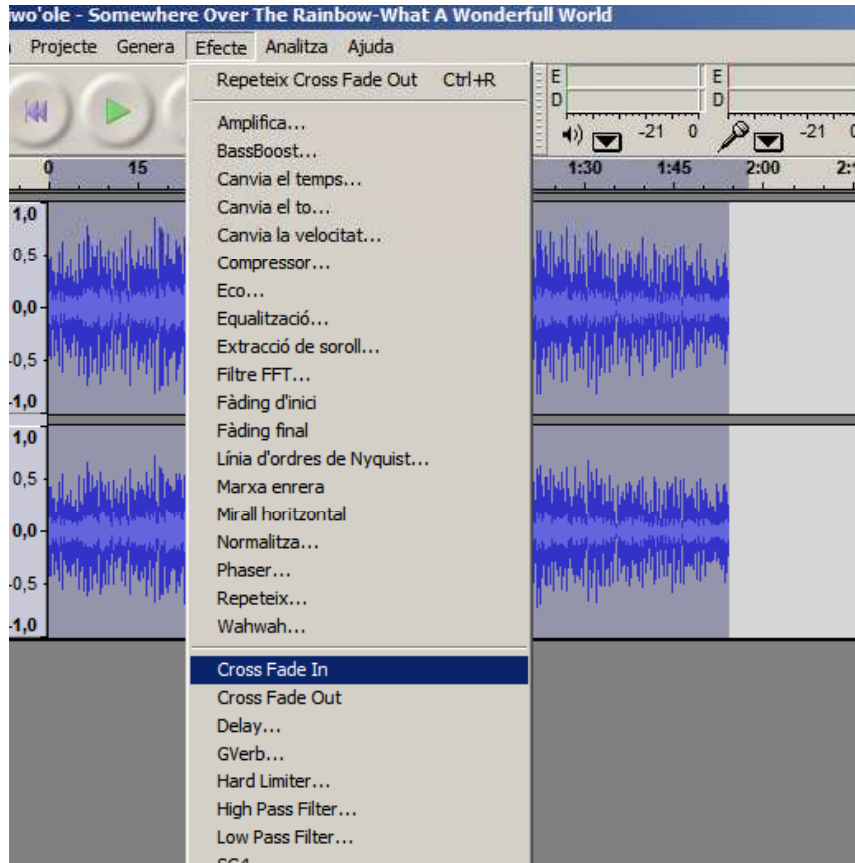 iwo'ole - Somewhere Over The Rainbow-What A Wonderfull World
Projecte Genera Efecte Analitza Ajuda
Repeteix Cross Fade Out Ctrl+R
Amplifica...
BassBoost...
Canvia el temps...
Canvia el to...
Canvia la velocitat...
Compressor...
Eco...
Equalització...
Extracció de soroll...
Filtre FFT...
Fàding d'inici
Fàding final
Línia d'ordres de Nyquist...
Marxa enrera
Mirall horitzontal
Normalitza...
Phaser...
Repeteix...
Wahwah...
Cross Fade In
Cross Fade Out
Delay...
GVerb...
Hard Limiter...
High Pass Filter...
Low Pass Filter...
E E
D D
-21 0 -21
0 15 1:30 1:45 2:00
1,0
0,5
0,0
-0,5
-1,0
1,0
0,5
0,0
-0,5
-1,0